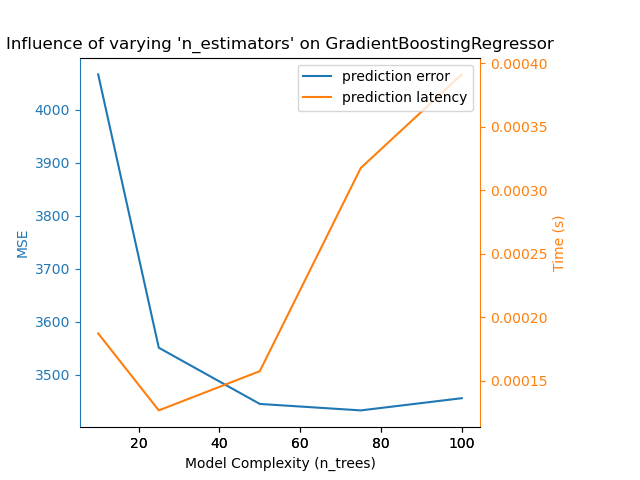 Influence of varying 'n_estimators' on GradientBoostingRegressor
prediction error
prediction latency
4000
3900
3800
3700
3600
3500
MSE
0.00040
0.00035
0.00030
0.00025
0.00020
0.00015
Time (s)
20 40 60 80 100
Model Complexity (n_trees)